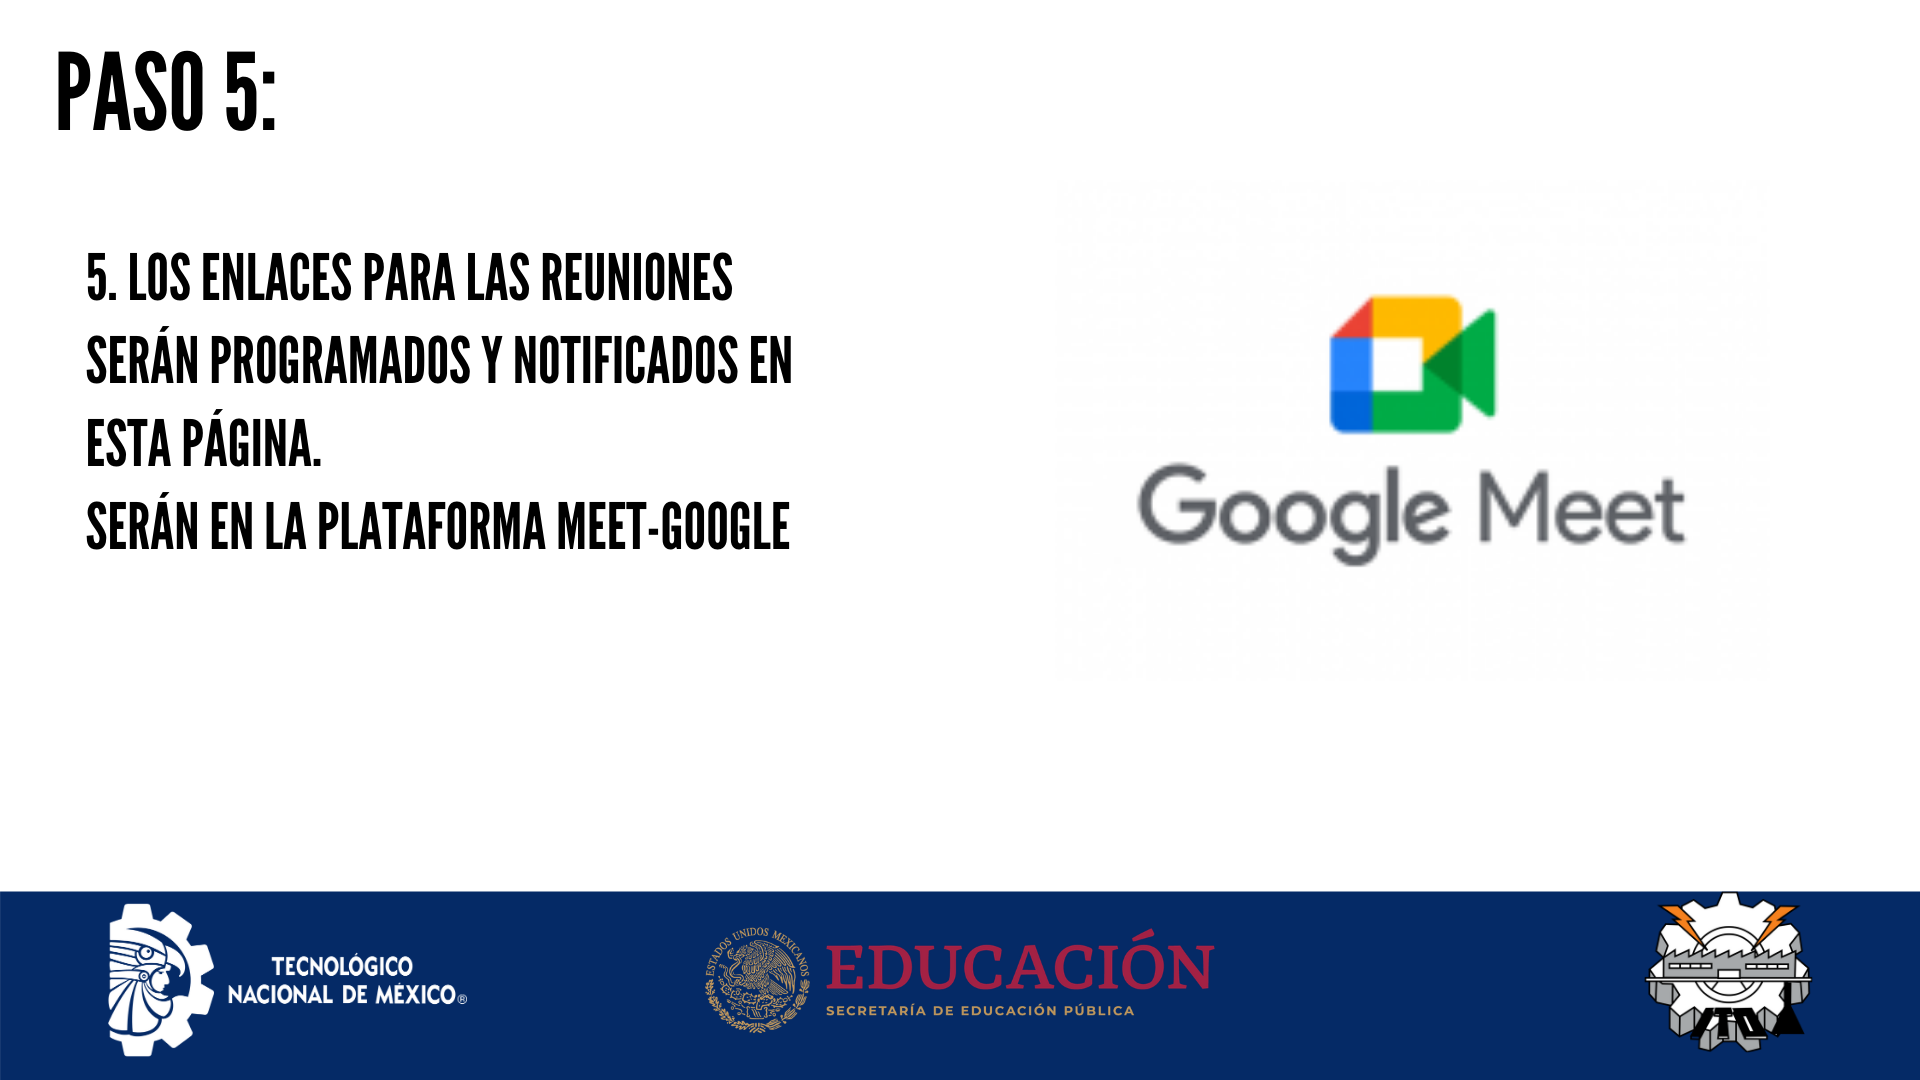 PASO 5:
5. LOS ENLACES PARA LAS REUNIONES
SERÁN PROGRAMADOS Y NOTIFICADOS EN
ESTA PÁGINA.
SERÁN EN LA PLATAFORMA MEET-GOOGLE
Google Meet
TECNOLÓGICO
NACIONAL DE MÉXICO®
ESTADOS UNIDOS MEXICANOS
EDUCACIÓN
SECRETARÍA DE EDUCACIÓN PÚBLICA